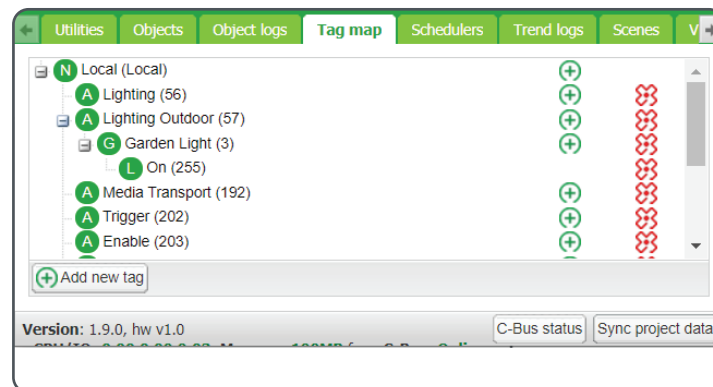 Utilities Objects Object logs Tag map Schedulers Trend logs Scenes V
N Local (Local)
A Lighting (56)
A Lighting Outdoor (57)
G Garden Light (3)
L On (255)
A Media Transport (192)
A Trigger (202)
A Enable (203)
Add new tag
Version: 1.9.0, hw v1.0 C-Bus status Sync project data